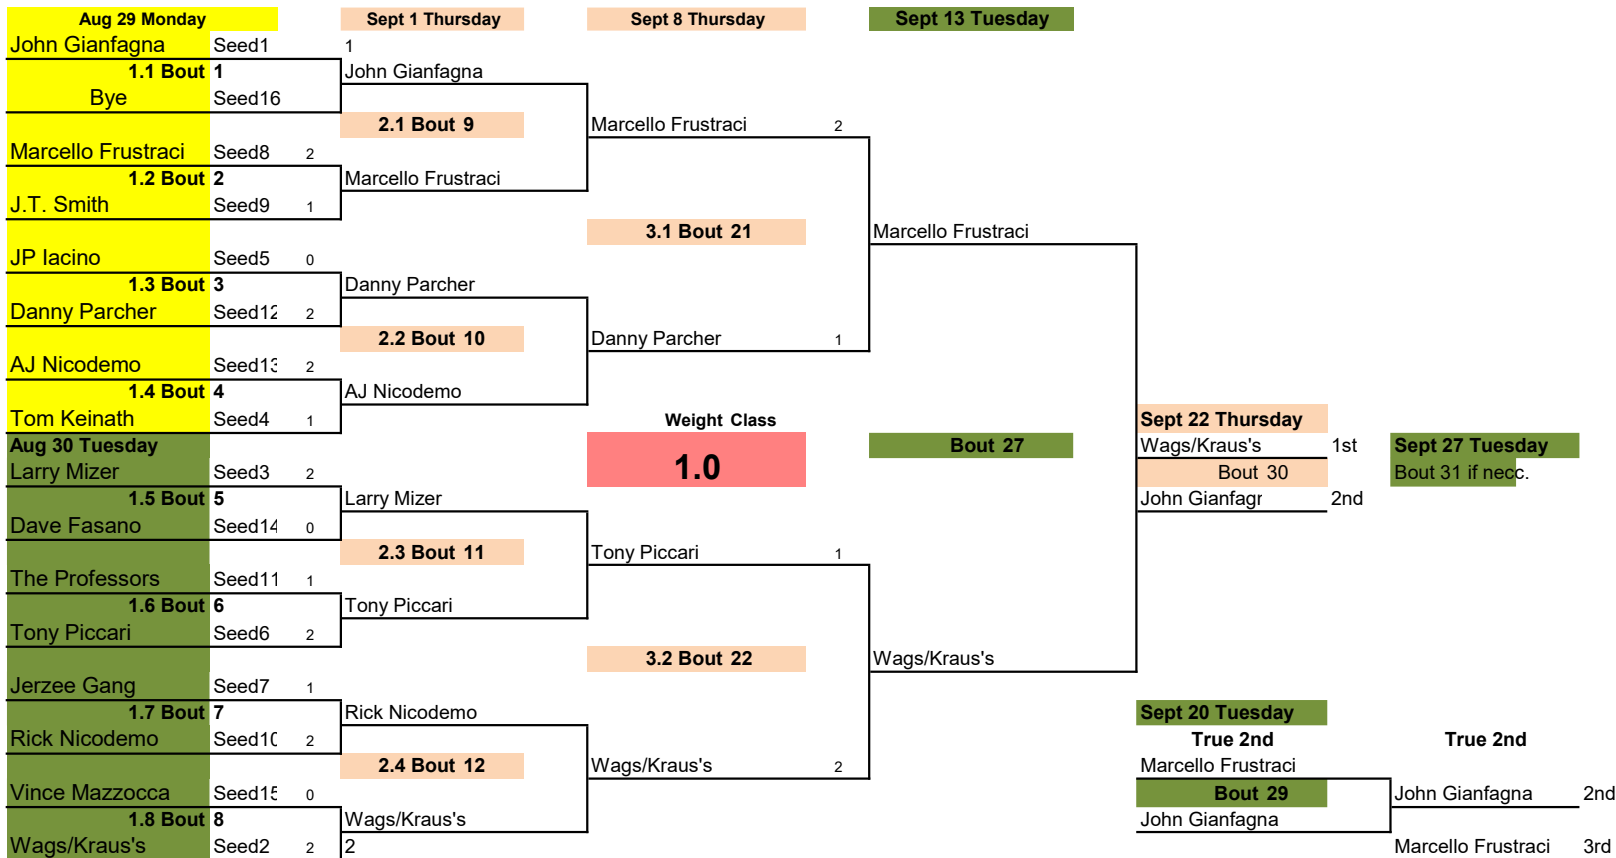 Aug 29 Monday Sept 1 Thursday Sept 8 Thursday Sept 13 Tuesday
John Gianfagna Seed1 1
1.1 Bout 1 John Gianfagna
Bye Seed16
2.1 Bout 9 Marcello Frustraci 2
Marcello Frustraci Seed8 2
1.2 Bout 2 Marcello Frustraci
J.T. Smith Seed9 1
3.1 Bout 21 Marcello Frustraci
JP Iacino Seed5 0
1.3 Bout 3 Danny Parcher
Danny Parcher Seed12 2
2.2 Bout 10 Danny Parcher 1
AJ Nicodemo Seed13 2
1.4 Bout 4 AJ Nicodemo
Tom Keinath Seed4 1 Weight Class Sept 22 Thursday
Aug 30 Tuesday Bout 27 Wags/Kraus's 1st Sept 27 Tuesday
Larry Mizer Seed3 2 1.0 Bout 30 Bout 31 if necc.
1.5 Bout 5 Larry Mizer John Gianfagr 2nd
Dave Fasano Seed14 0
2.3 Bout 11 Tony Piccari 1
The Professors Seed11 1
1.6 Bout 6 Tony Piccari
Tony Piccari Seed6 2
3.2 Bout 22 Wags/Kraus's
Jerzee Gang Seed7 1
1.7 Bout 7 Rick Nicodemo Sept 20 Tuesday
Rick Nicodemo Seed10 2 True 2nd True 2nd
2.4 Bout 12 Wags/Kraus's 2 Marcello Frustraci
Vince Mazzocca Seed15 0 Bout 29 John Gianfagna 2nd
1.8 Bout 8 Wags/Kraus's John Gianfagna
Wags/Kraus's Seed2 2 2 Marcello Frustraci 3rd